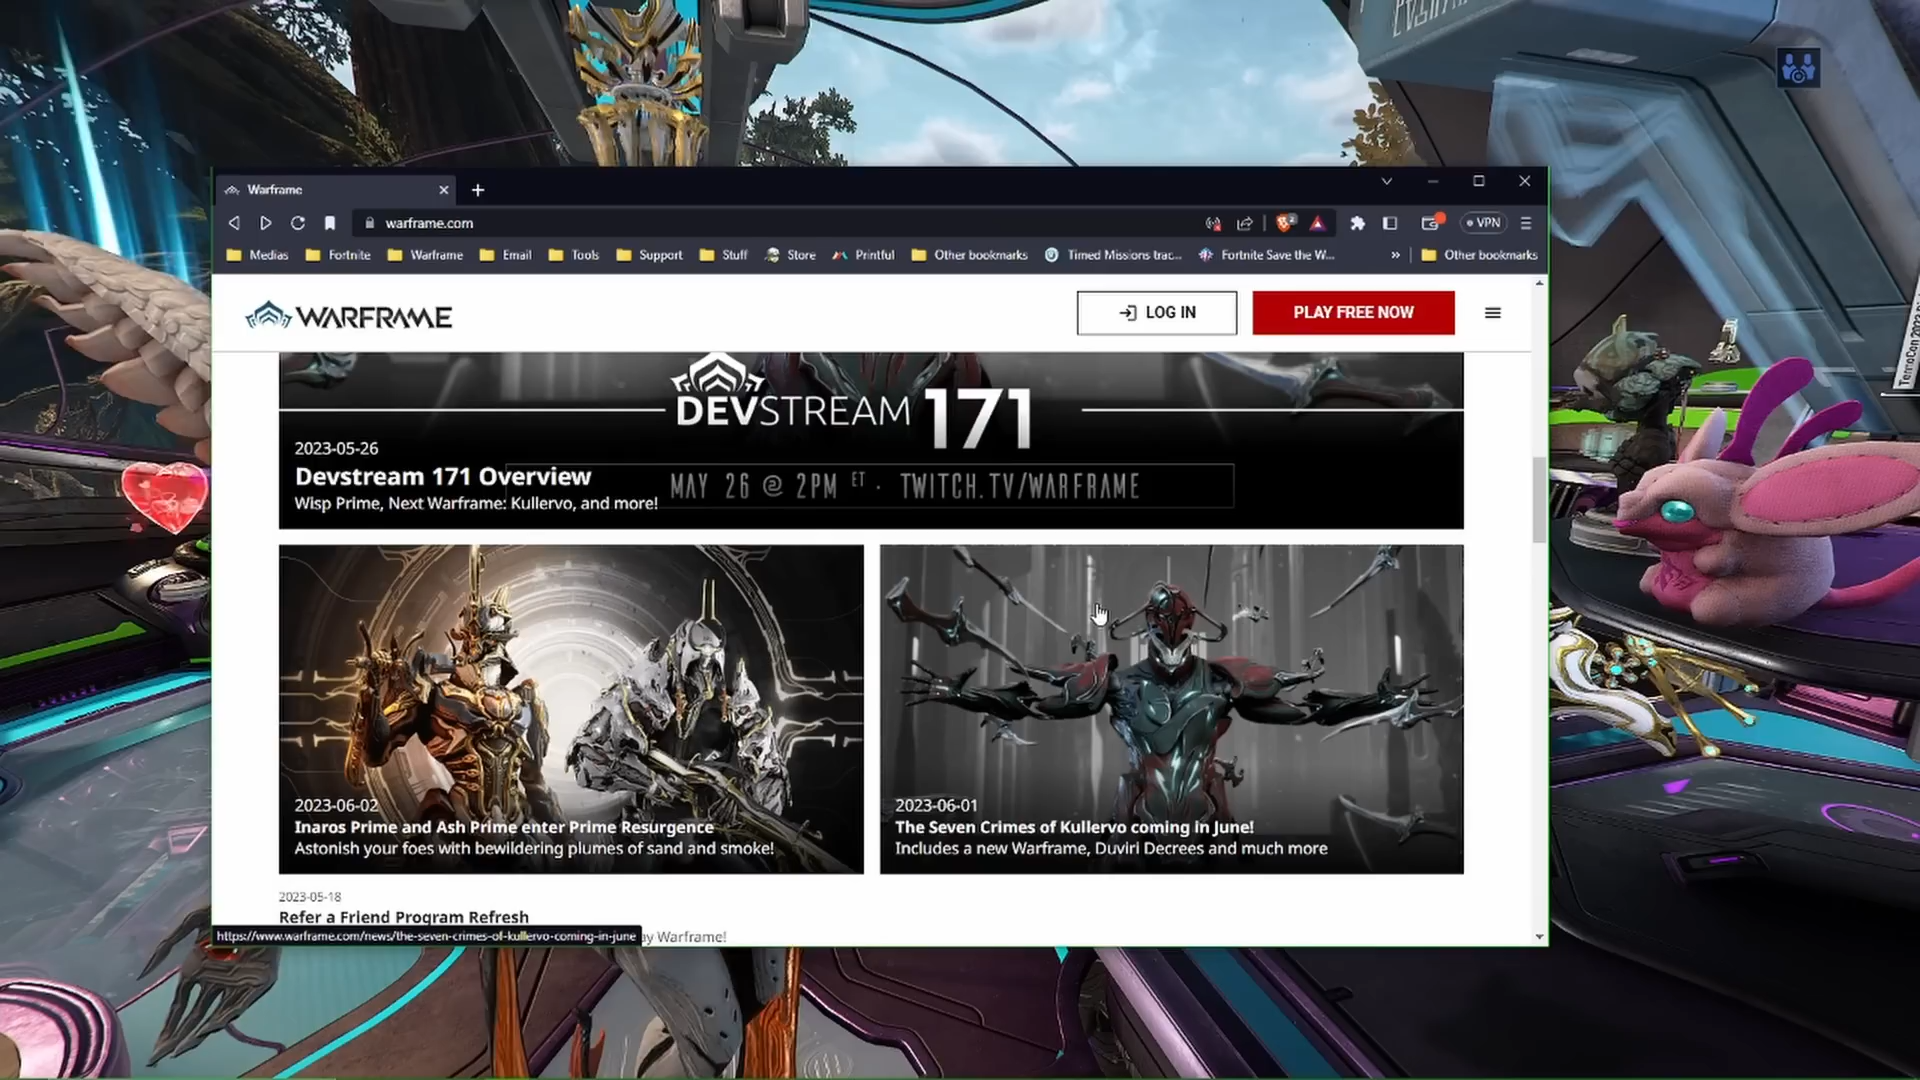 Warframe
warframe.com
VPN
Medias
Fortnite
Warframe
Email
Tools
Support
Stuff
Store
Printful
Other bookmarks
Timed Missions trac...
Fortnite Save the W...
»
Other bookmarks
WARFRAME
LOG IN
PLAY FREE NOW
DEVSTREAM 171
2023-05-26
Devstream 171 Overview
MAY 26 @ 2PM ET · TWITCH.TV/WARFRAME
Wisp Prime, Next Warframe: Kullervo, and more!
2023-06-02
Inaros Prime and Ash Prime enter Prime Resurgence
Astonish your foes with bewildering plumes of sand and smoke!
2023-06-01
The Seven Crimes of Kullervo coming in June!
Includes a new Warframe, Duviri Decrees and much more
2023-05-18
Refer a Friend Program Refresh
https://www.warframe.com/news/the-seven-crimes-of-kullervo-coming-in-june
ay Warframe!